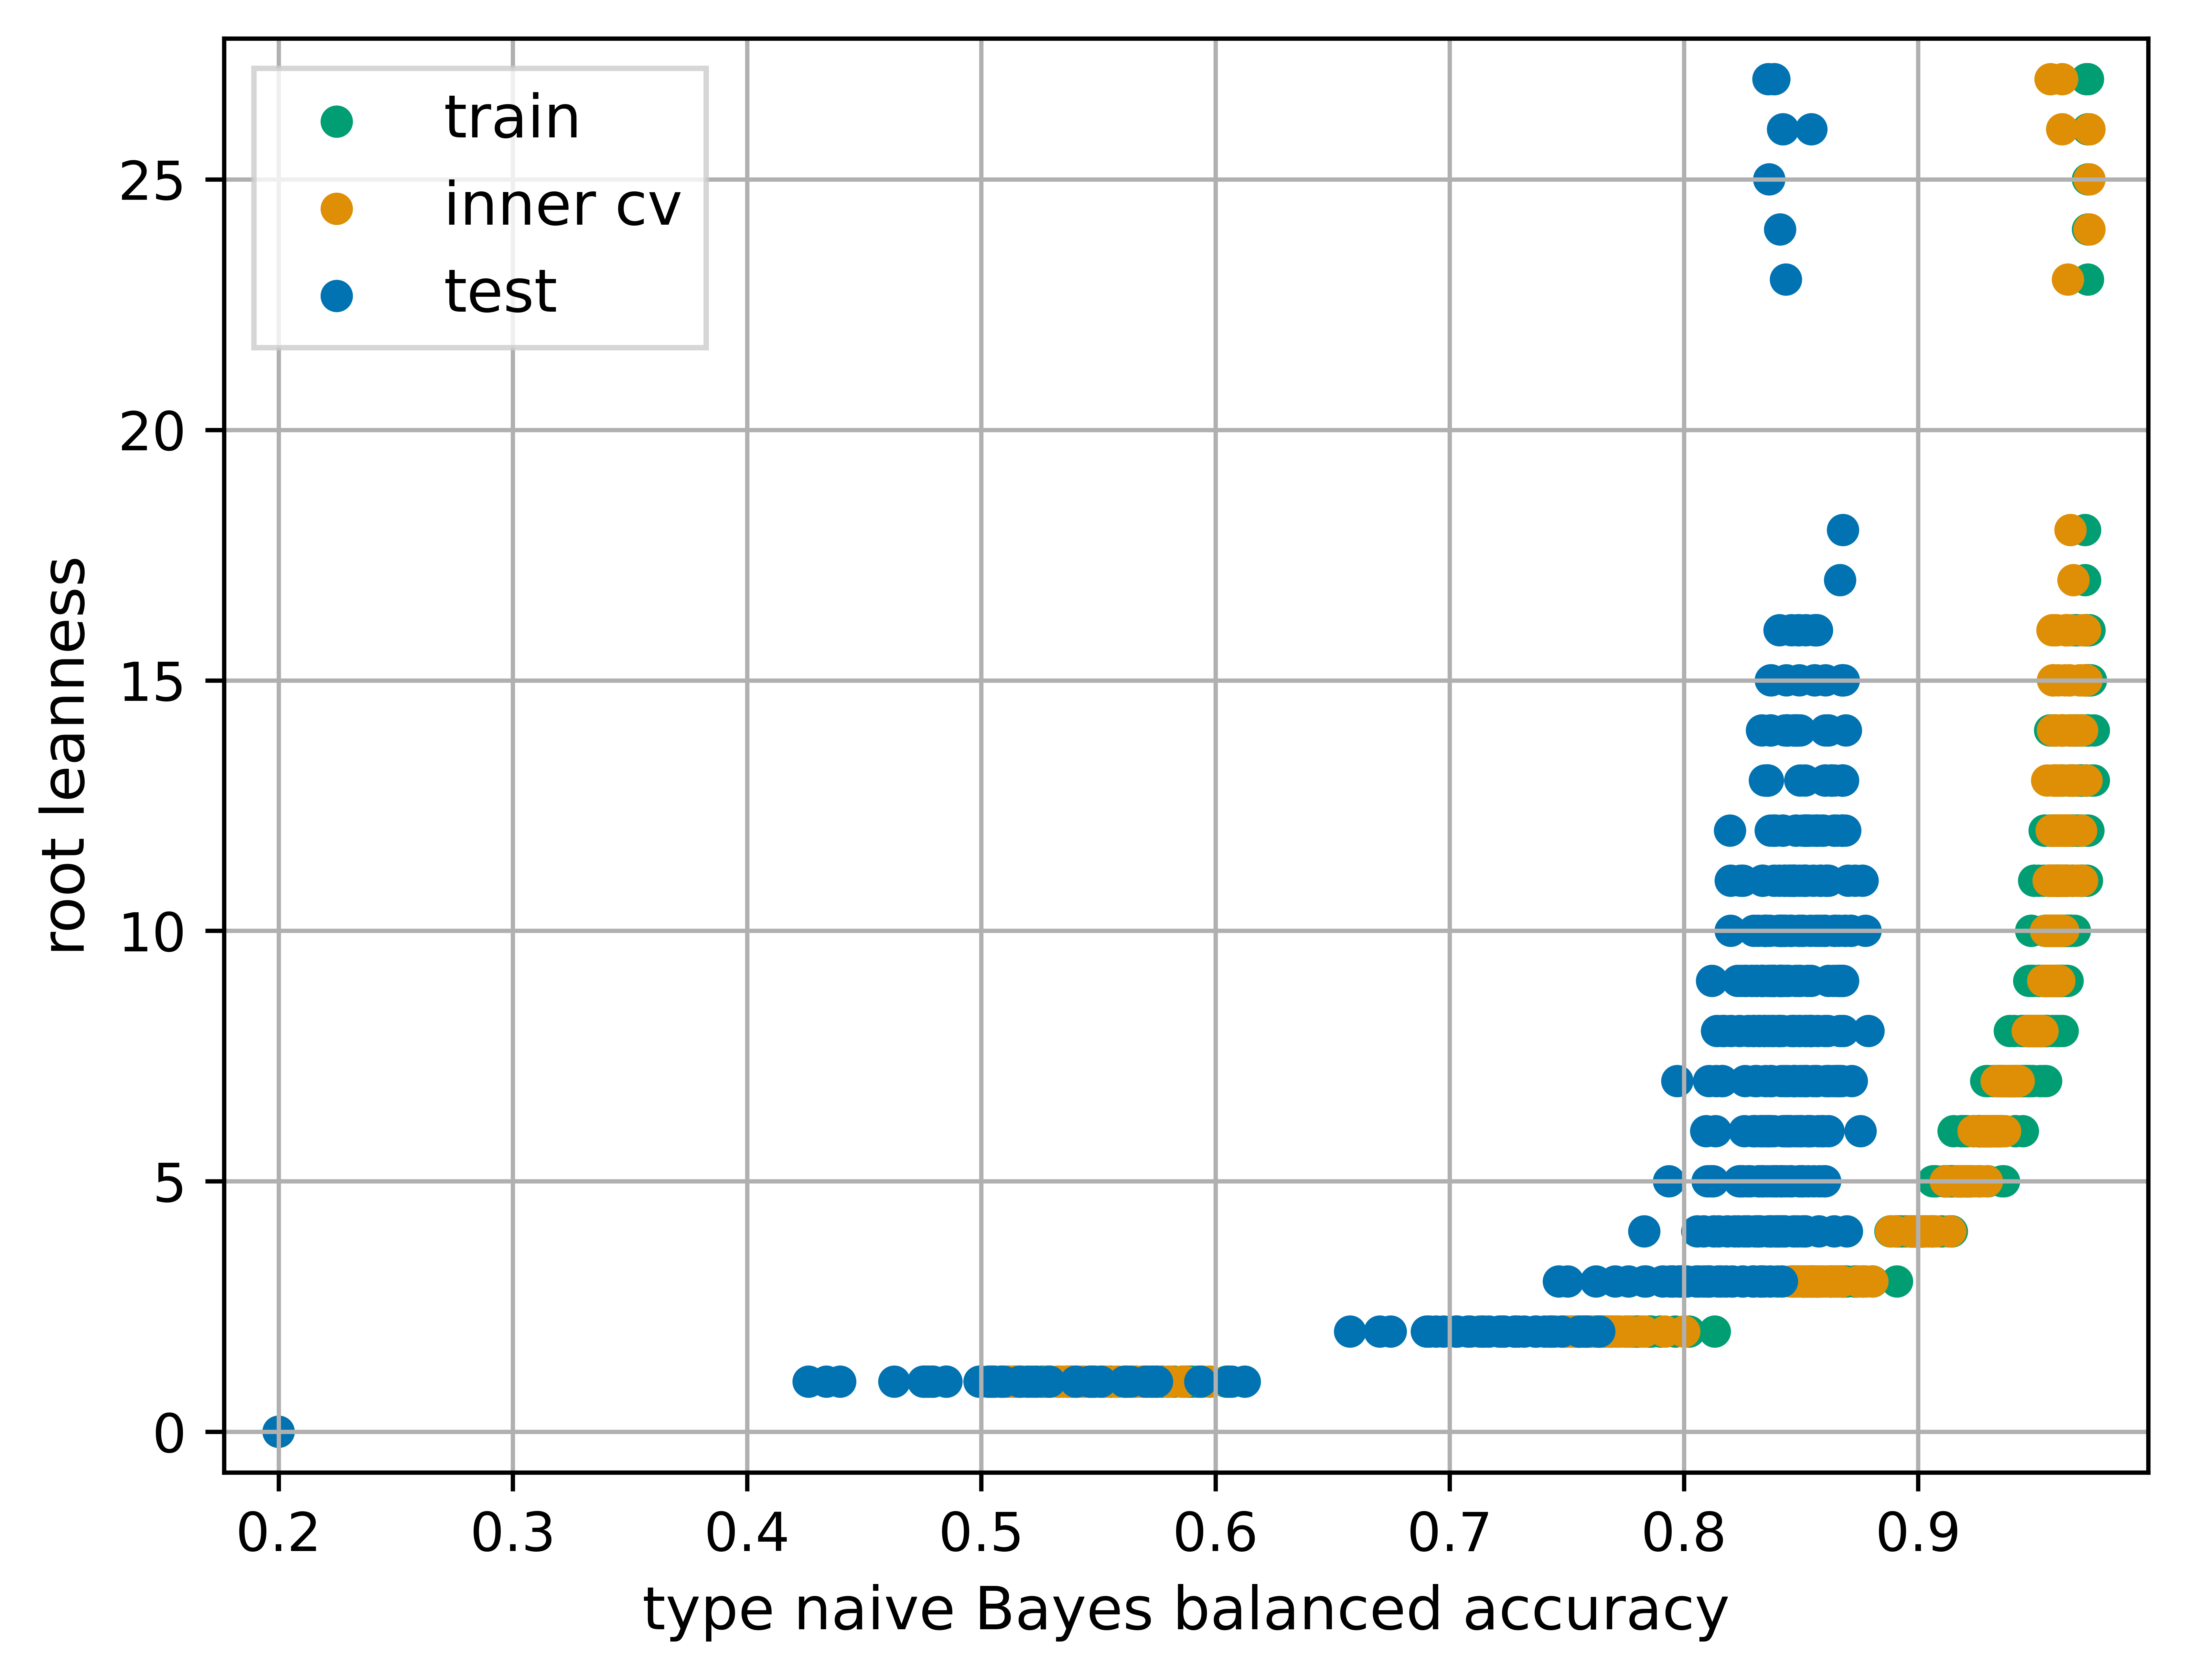 train
inner cv
test
25
20
15
10
5
0
root leanness
0.2 0.3 0.4 0.5 0.6 0.7 0.8 0.9
type naive Bayes balanced accuracy